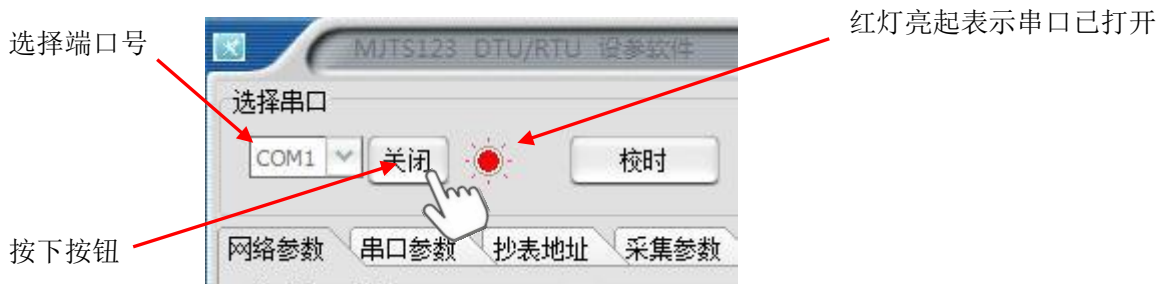 选择端口号
红灯亮起表示串口已打开
MJTS123 DTU/RTU 设参软件
选择串口
COM1 关闭 校时
按下按钮
网络参数 串口参数 抄表地址 采集参数